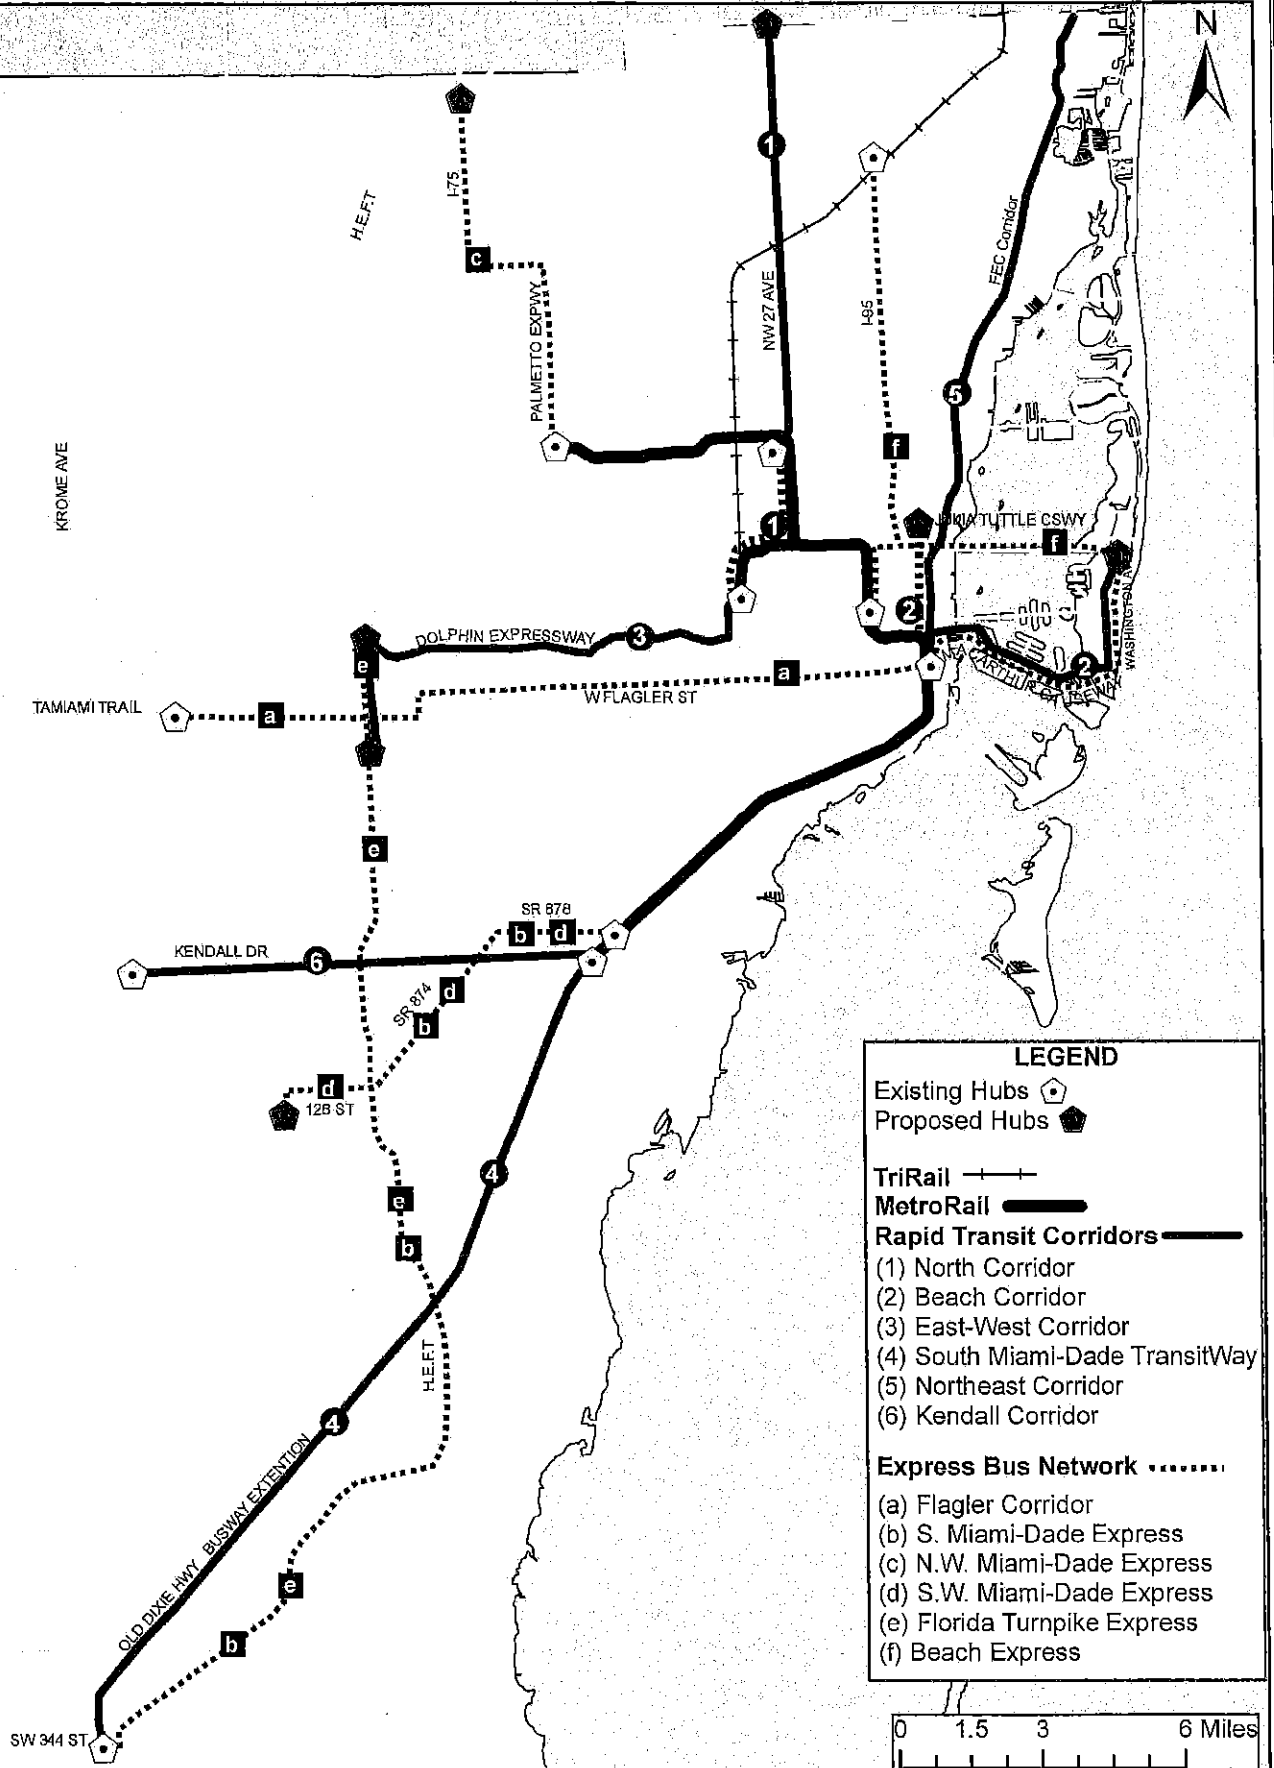 N
1
I-75
H.E.F.T
c
FEC Corridor
PALMETTO EXPWY
NW 27 AVE
I-95
5
KROME AVE
f
1
JULIA TUTTLE CSWY
f
2
WASHINGTON AVE
DOLPHIN EXPRESSWAY
3
e
MACARTHUR CAUSEWAY
2
a
W FLAGLER ST
TAMIAMI TRAIL
a
e
SR 878
b
d
KENDALL DR
6
SR 874
d
b
d
128 ST
4
e
b
H.E.F.T
4
OLD DIXIE HWY BUSWAY EXTENTION
e
b
SW 344 ST
LEGEND
Existing Hubs
Proposed Hubs
TriRail
MetroRail
Rapid Transit Corridors
(1) North Corridor
(2) Beach Corridor
(3) East-West Corridor
(4) South Miami-Dade TransitWay
(5) Northeast Corridor
(6) Kendall Corridor
Express Bus Network
(a) Flagler Corridor
(b) S. Miami-Dade Express
(c) N.W. Miami-Dade Express
(d) S.W. Miami-Dade Express
(e) Florida Turnpike Express
(f) Beach Express
0 1.5 3 6 Miles